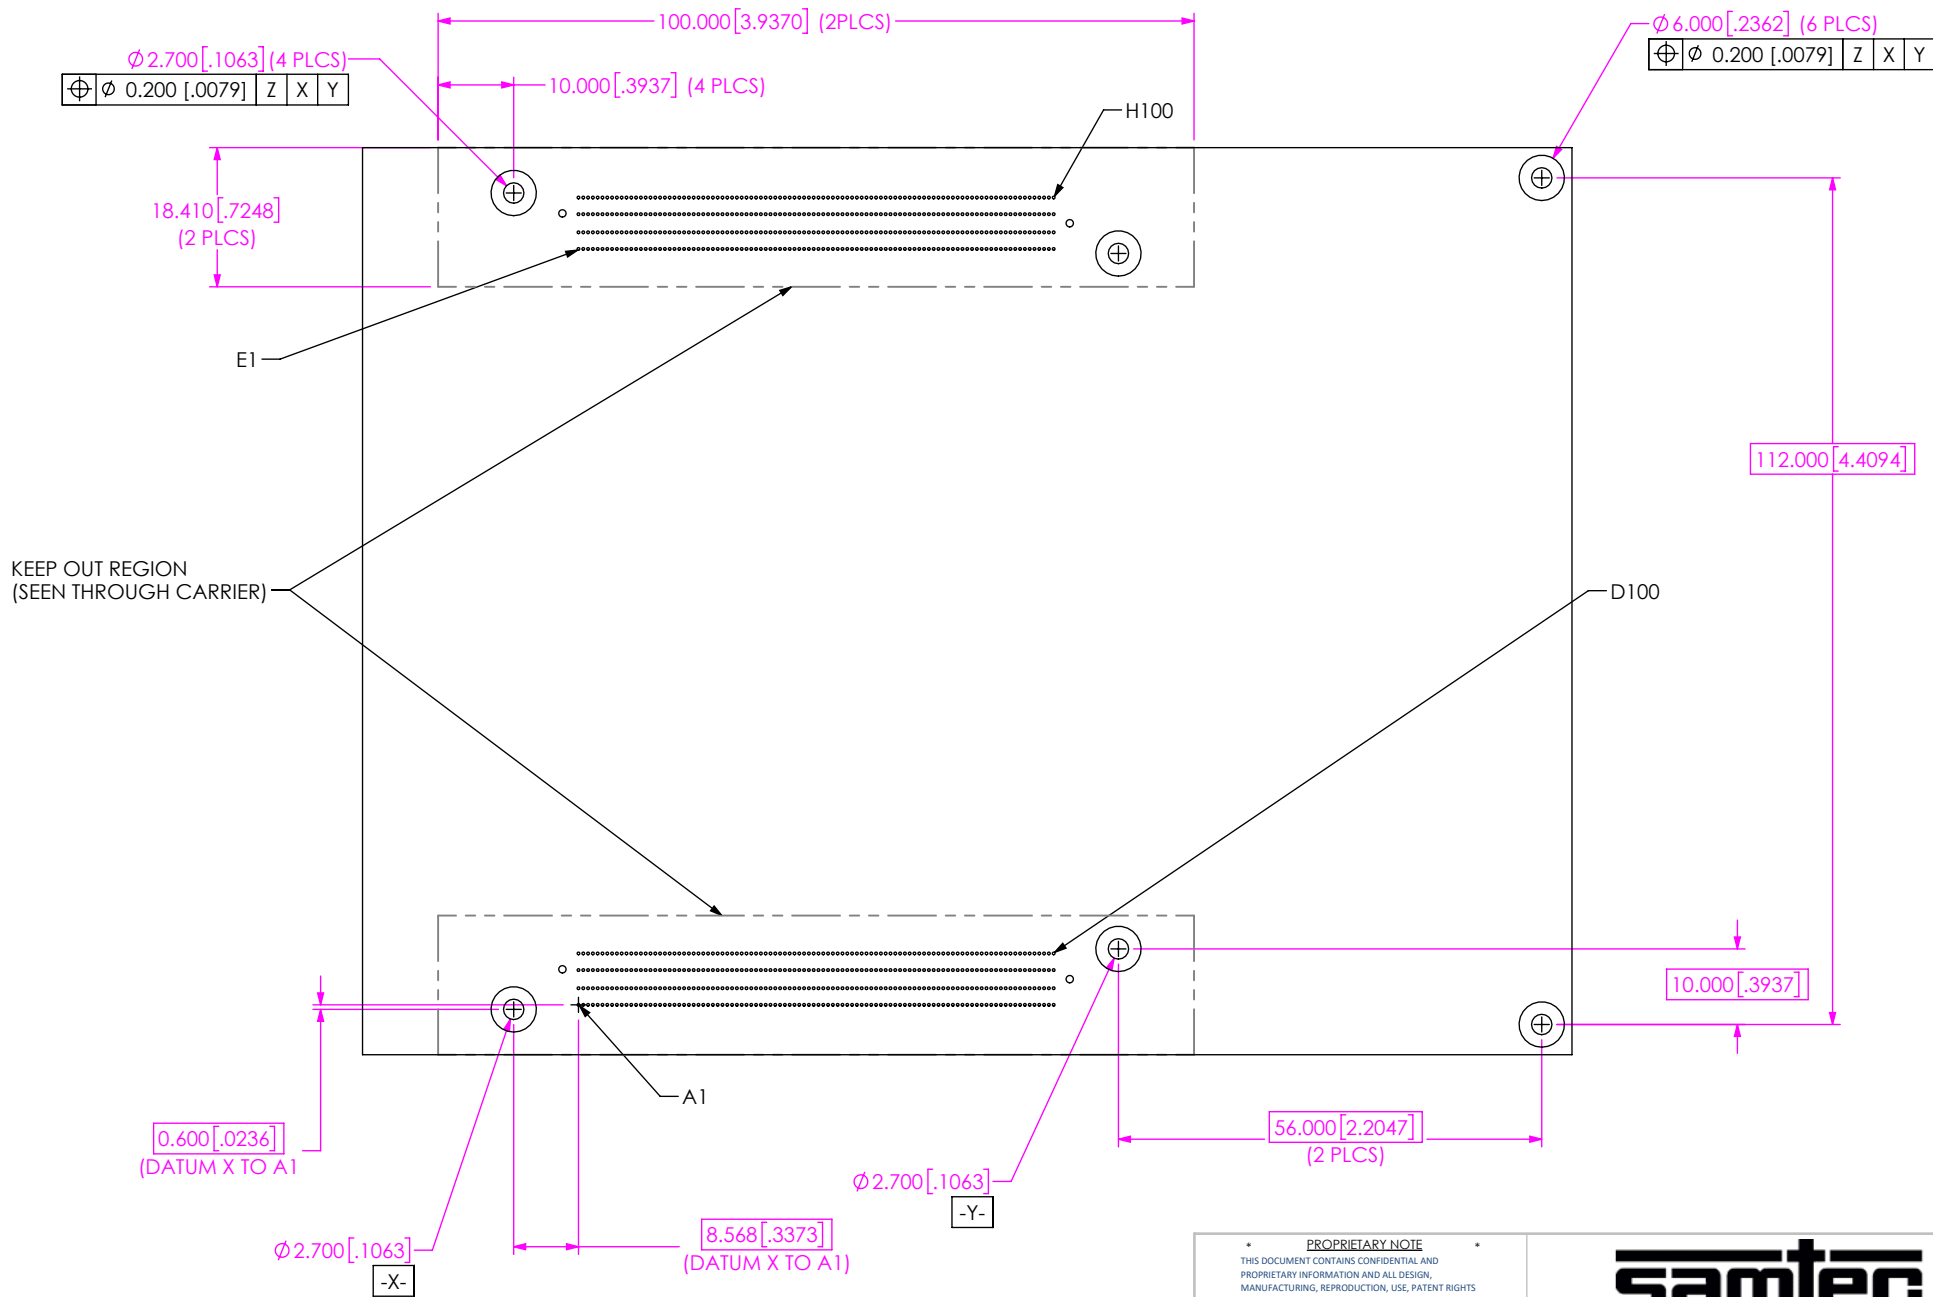 100.000[3.9370] (2PLCS)
Ø2.700[.1063] (4 PLCS)
⌖ Ø 0.200 [.0079] Z X Y
10.000[.3937] (4 PLCS)
Ø6.000[.2362] (6 PLCS)
⌖ Ø 0.200 [.0079] Z X Y
H100
18.410[.7248]
(2 PLCS)
E1
112.000[4.4094]
KEEP OUT REGION
(SEEN THROUGH CARRIER)
D100
10.000[.3937]
A1
0.600[.0236]
(DATUM X TO A1
56.000[2.2047]
(2 PLCS)
Ø2.700[.1063]
-Y-
8.568[.3373]
(DATUM X TO A1)
Ø2.700[.1063]
-X-
* PROPRIETARY NOTE *
THIS DOCUMENT CONTAINS CONFIDENTIAL AND
PROPRIETARY INFORMATION AND ALL DESIGN,
MANUFACTURING, REPRODUCTION, USE, PATENT RIGHTS
samtec